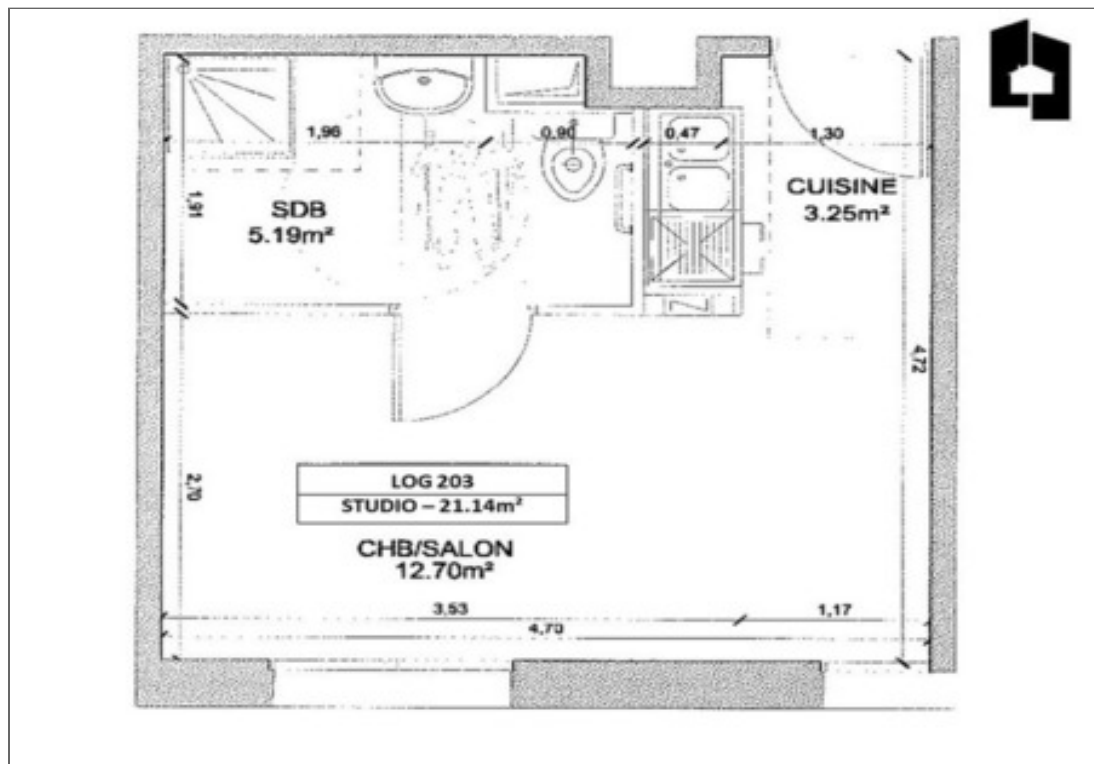 1,96
0,90
0,47
1,30
CUISINE
3.25m²
1,91
SDB
5.19m²
4,72
2,70
LOG 203
STUDIO – 21.14m²
CHB/SALON
12.70m²
3,53
1,17
4,70